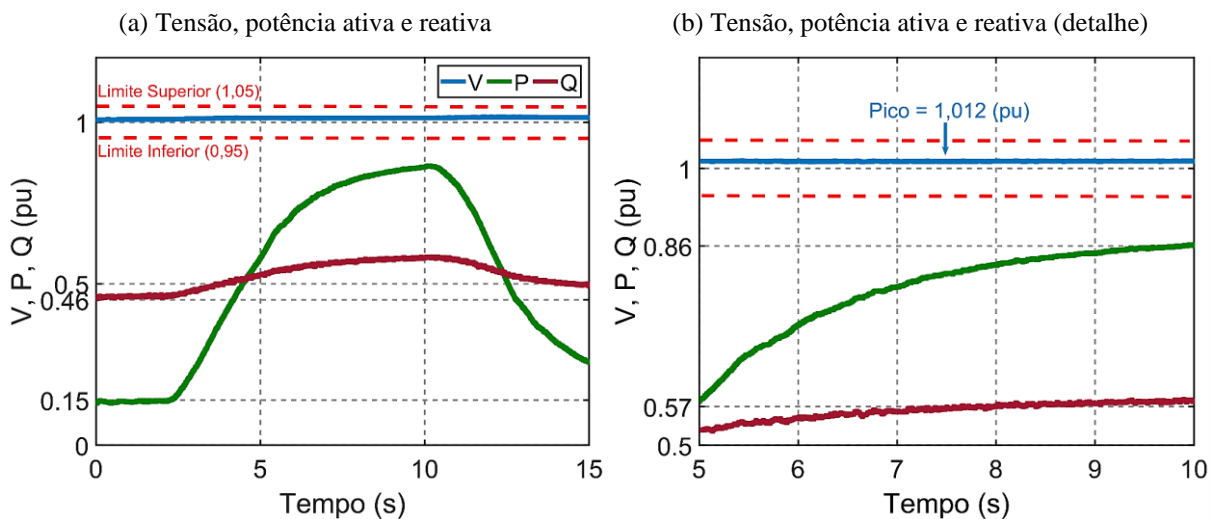 (a) Tensão, potência ativa e reativa
(b) Tensão, potência ativa e reativa (detalhe)
Limite Superior (1,05)
V P Q
1
Limite Inferior (0,95)
0.5
0.46
0.15
0
V, P, Q (pu)
0 5 10 15
Tempo (s)
Pico = 1,012 (pu)
1
0.86
0.57
0.5
V, P, Q (pu)
5 6 7 8 9 10
Tempo (s)